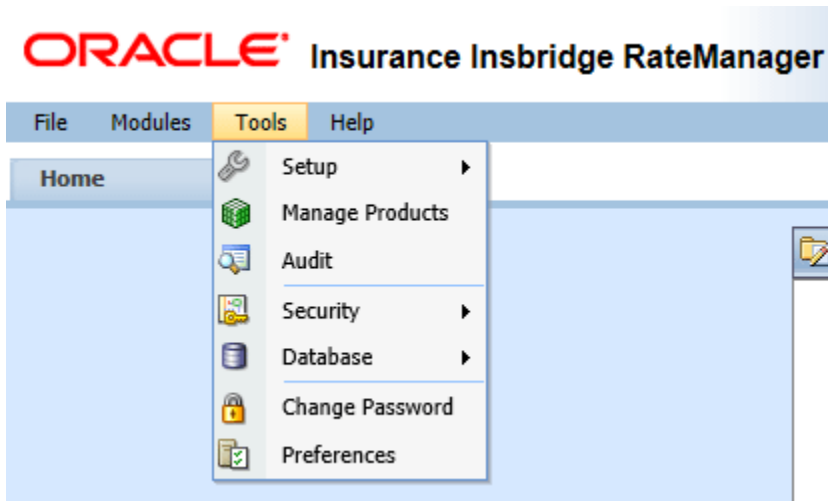 ORACLE® Insurance Insbridge RateManager
File Modules Tools Help
Home
Setup
Manage Products
Audit
Security
Database
Change Password
Preferences